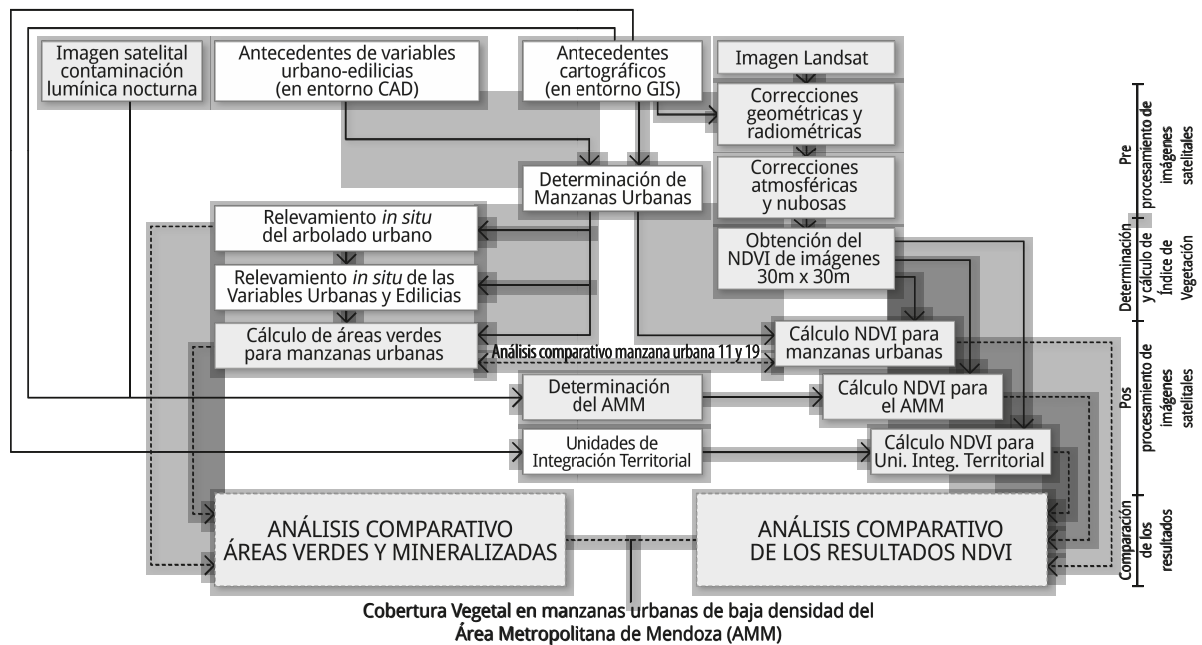 Imagen satelital
contaminación
lumínica nocturna
Antecedentes de variables
urbano-edilicias
(en entorno CAD)
Antecedentes
cartográficos
(en entorno GIS)
Imagen Landsat
Correcciones
geométricas y
radiométricas
Correcciones
atmosféricas
y nubosas
Determinación de
Manzanas Urbanas
Relevamiento in situ
del arbolado urbano
Obtención del
NDVI de imágenes
30m x 30m
Relevamiento in situ de las
Variables Urbanas y Edilicias
Cálculo de áreas verdes
para manzanas urbanas
Análisis comparativo manzana urbana 11 y 19
Cálculo NDVI para
manzanas urbanas
Determinación
del AMM
Cálculo NDVI para
el AMM
Unidades de
Integración Territorial
Cálculo NDVI para
Uni. Integ. Territorial
ANÁLISIS COMPARATIVO
ÁREAS VERDES Y MINERALIZADAS
ANÁLISIS COMPARATIVO
DE LOS RESULTADOS NDVI
Cobertura Vegetal en manzanas urbanas de baja densidad del
Área Metropolitana de Mendoza (AMM)
Pre
procesamiento de
imágenes
satelitales
Determinación
y cálculo de
Índice de
Vegetación
Pos
procesamiento de
imágenes
satelitales
Comparación
de los
resultados